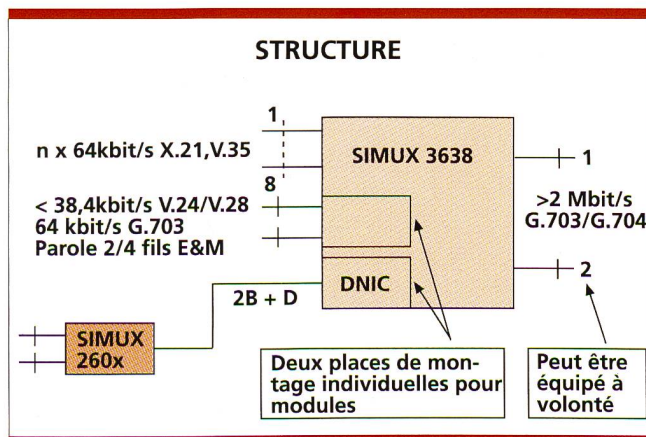 STRUCTURE
1
n x 64kbit/s X.21,V.35
8
SIMUX 3638
1
< 38,4kbit/s V.24/V.28
64 kbit/s G.703
Parole 2/4 fils E&M
>2 Mbit/s
G.703/G.704
2
DNIC
2B + D
SIMUX
260x
Deux places de mon-
tage individuelles pour
modules
Peut être
équipé à
volonté